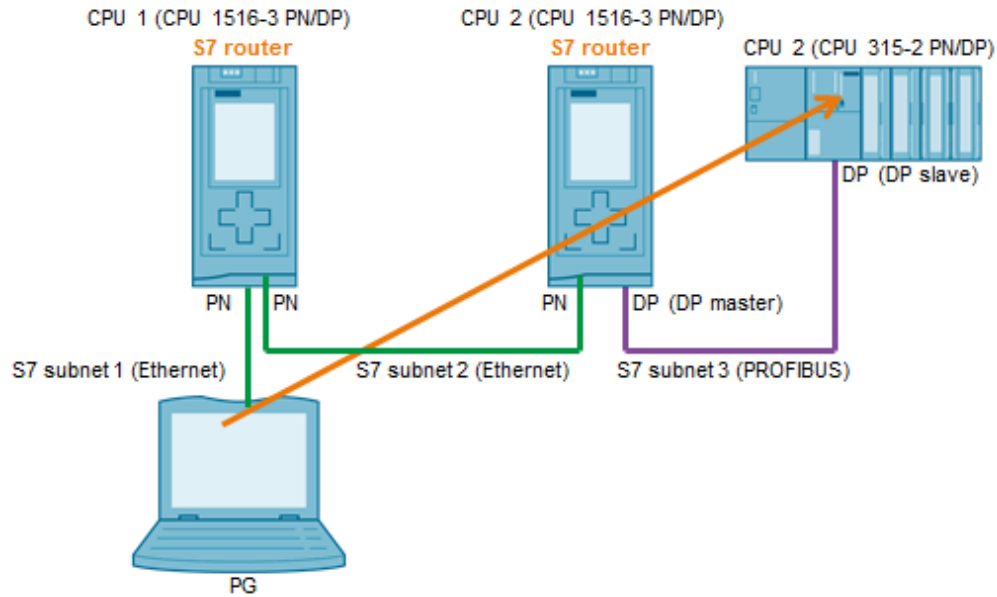 CPU 1 (CPU 1516-3 PN/DP)
S7 router
CPU 2 (CPU 1516-3 PN/DP)
S7 router
CPU 2 (CPU 315-2 PN/DP)
DP (DP slave)
PN
PN
PN
DP (DP master)
S7 subnet 1 (Ethernet)
S7 subnet 2 (Ethernet)
S7 subnet 3 (PROFIBUS)
PG